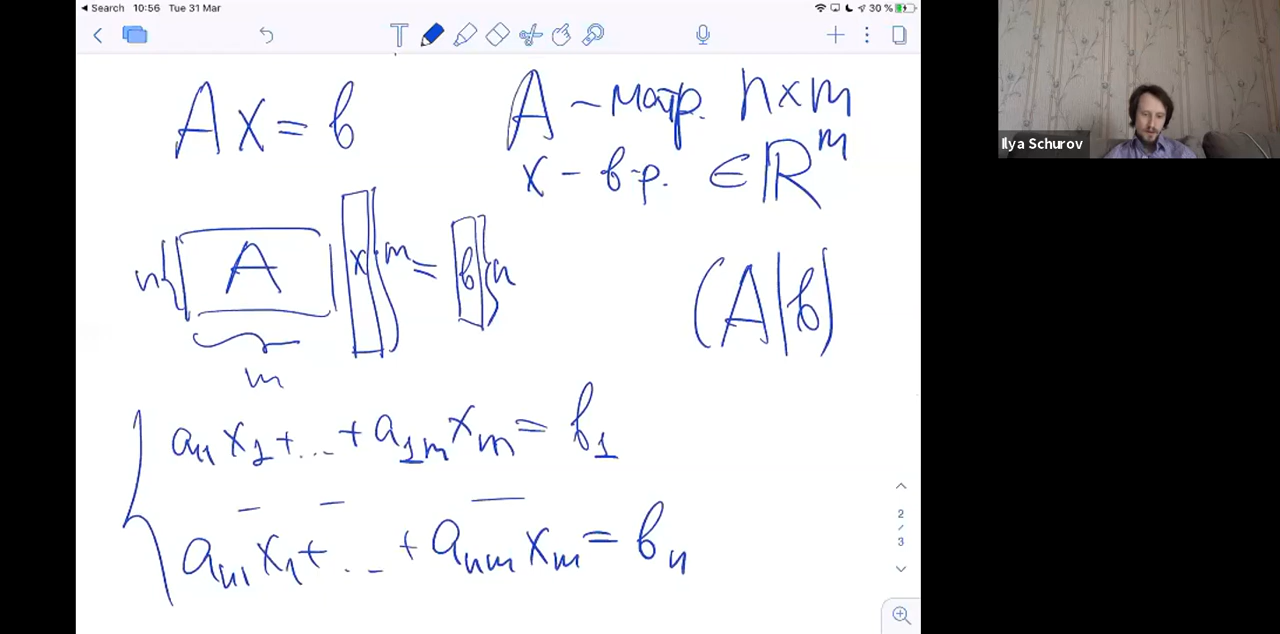 Search 10:56 Tue 31 Mar 30 %
T
Ax = b
A - матр. n×m
x - в-р. ∈ ℝ^m
n{ A x }m = b }n
m
(A|b)
a₁₁x₁+...+a₁ₘxₘ = b₁
— — —
aₙ₁x₁+...+aₙₘxₘ = bₙ
2
/
3
Ilya Schurov